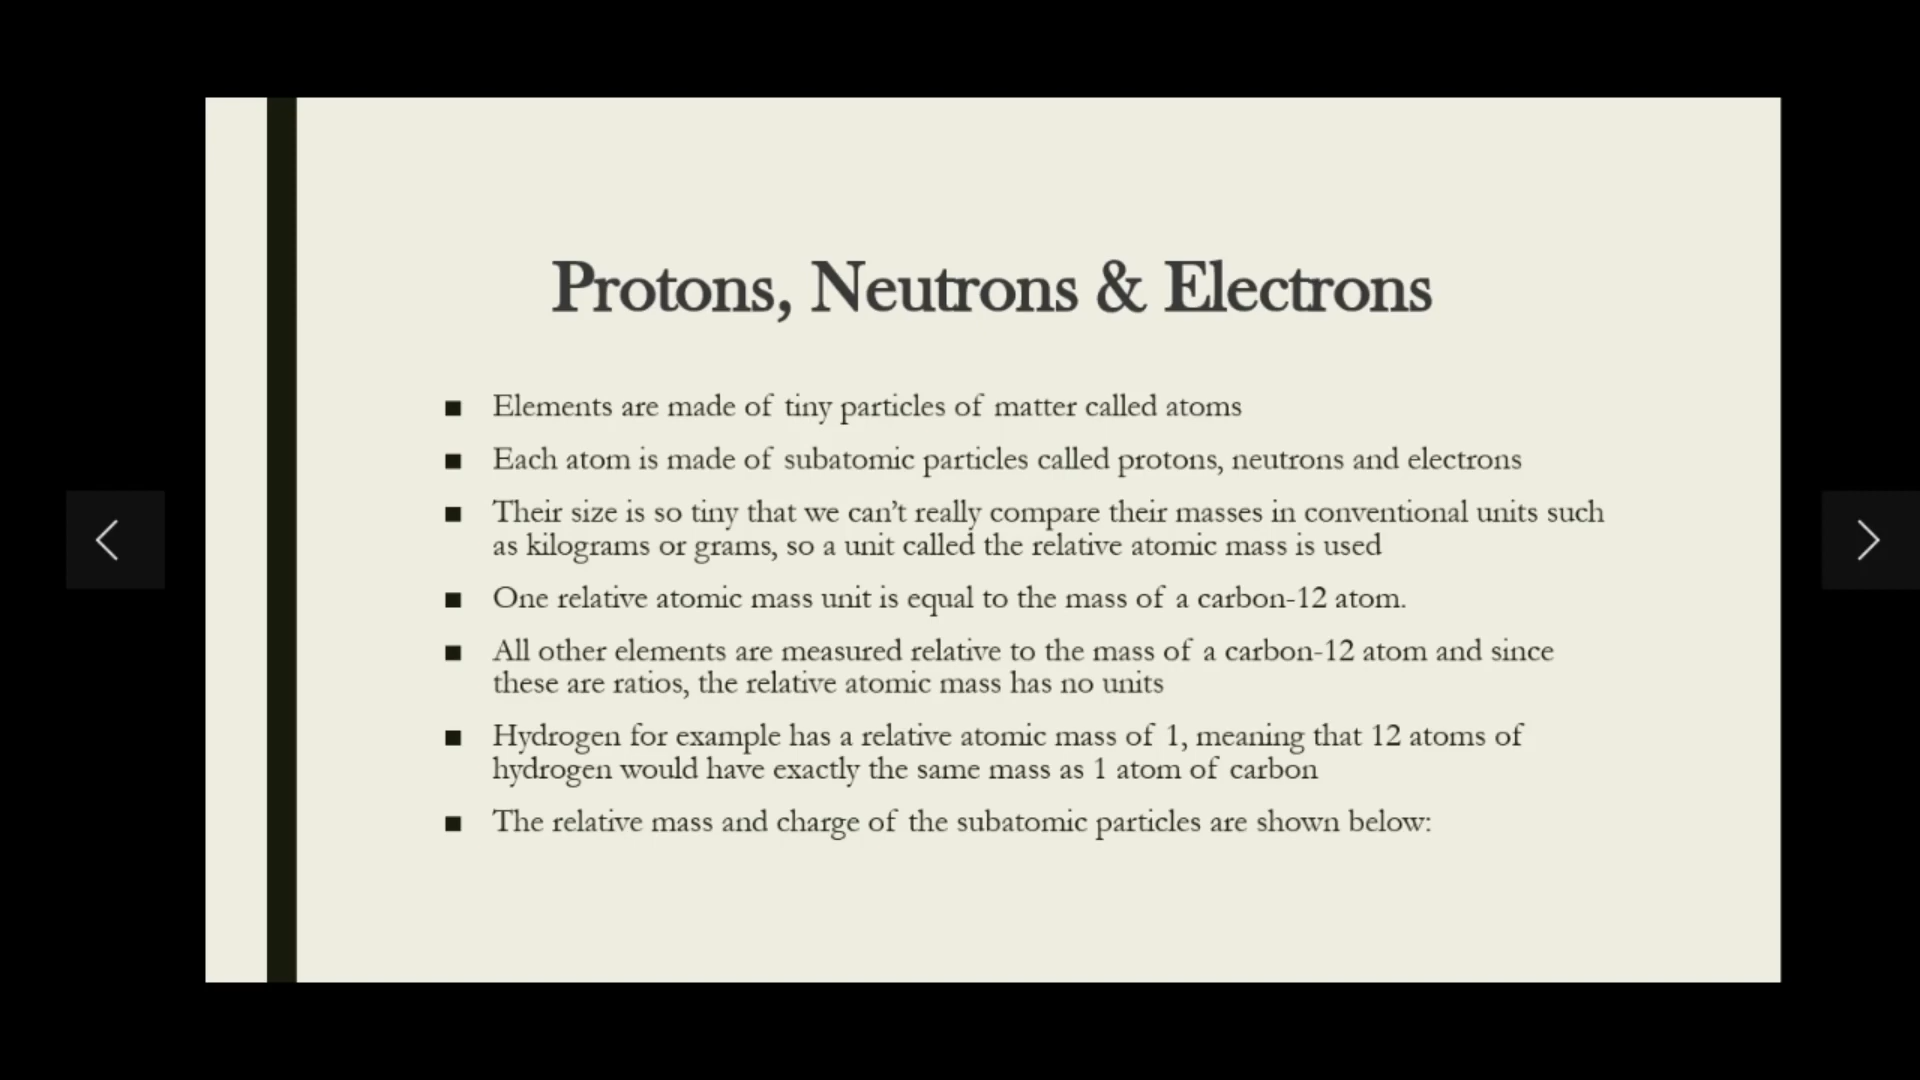 Protons, Neutrons & Electrons
■ Elements are made of tiny particles of matter called atoms
■ Each atom is made of subatomic particles called protons, neutrons and electrons
■ Their size is so tiny that we can’t really compare their masses in conventional units such
as kilograms or grams, so a unit called the relative atomic mass is used
■ One relative atomic mass unit is equal to the mass of a carbon-12 atom.
■ All other elements are measured relative to the mass of a carbon-12 atom and since
these are ratios, the relative atomic mass has no units
■ Hydrogen for example has a relative atomic mass of 1, meaning that 12 atoms of
hydrogen would have exactly the same mass as 1 atom of carbon
■ The relative mass and charge of the subatomic particles are shown below: